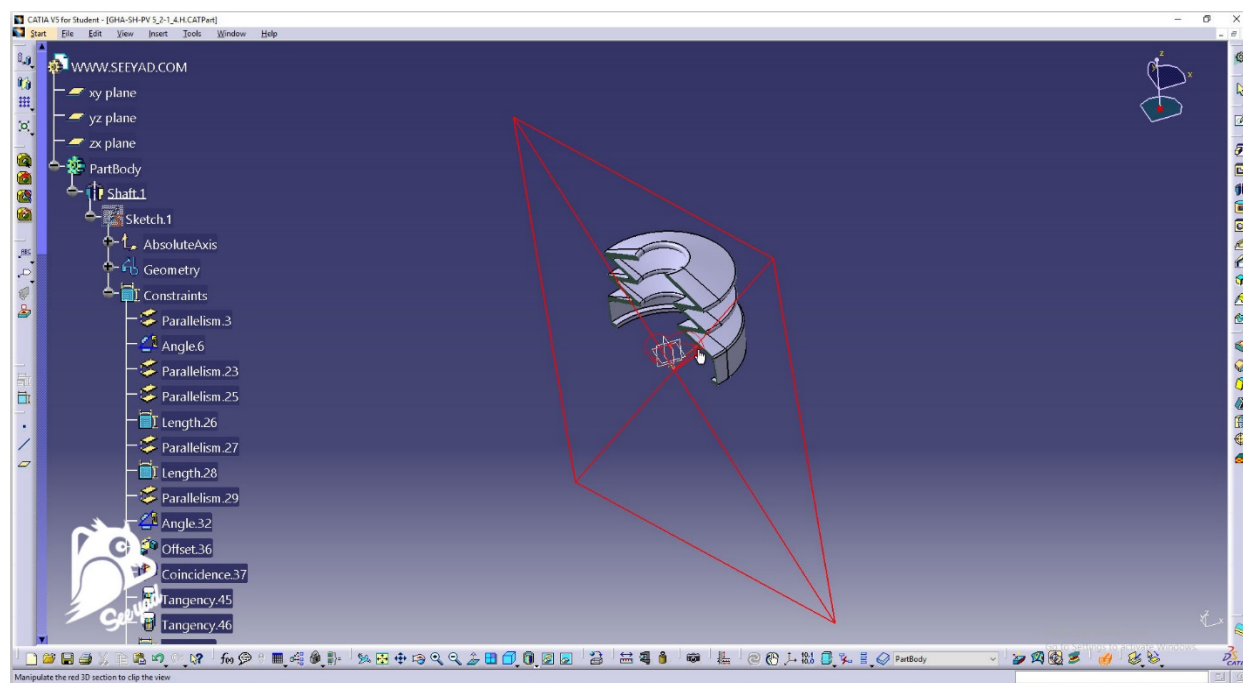 CATIA V5 for Student - [GHA-SH-PV 5_2-1_4.H.CATPart]
Start File Edit View Insert Tools Window Help
WWW.SEEYAD.COM
xy plane
yz plane
zx plane
PartBody
Shaft.1
Sketch.1
AbsoluteAxis
Geometry
Constraints
Parallelism.3
Angle.6
Parallelism.23
Parallelism.25
Length.26
Parallelism.27
Length.28
Parallelism.29
Angle.32
Offset.36
Coincidence.37
Tangency.45
Tangency.46
Seeyad
z
x
PartBody
Manipulate the red 3D section to clip the view